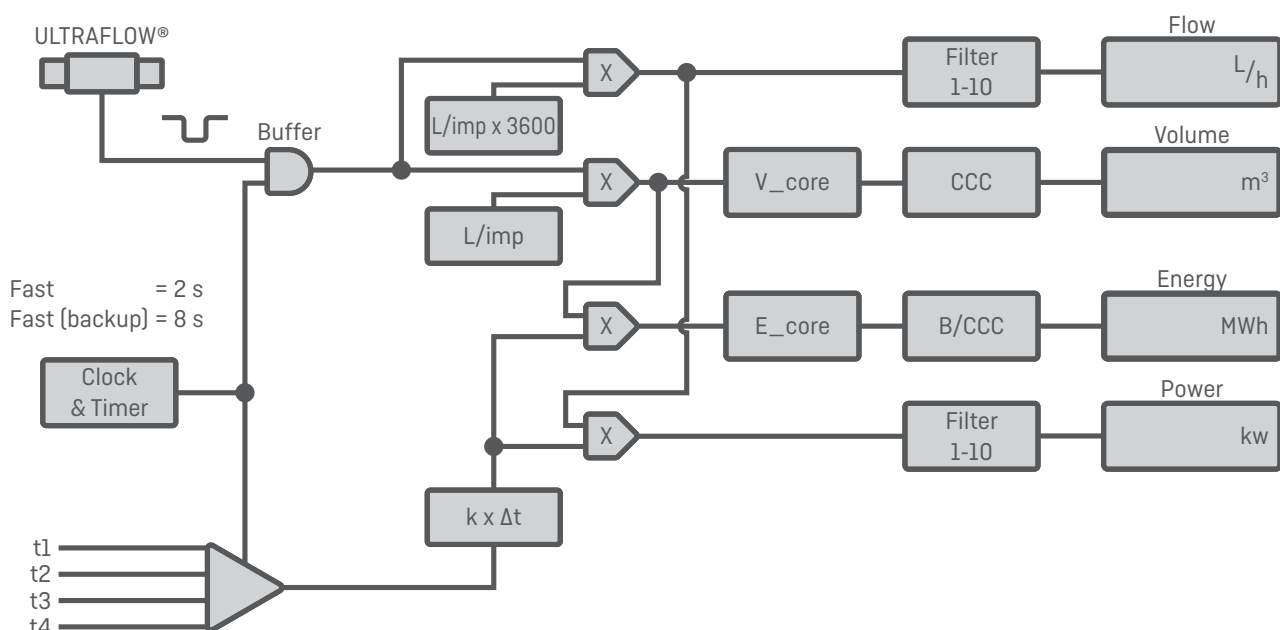 ULTRAFLOW®
Buffer
X
L/imp x 3600
Filter
1-10
Flow
L/h
X
L/imp
V_core
CCC
Volume
m³
Fast = 2 s
Fast (backup) = 8 s
X
E_core
B/CCC
Energy
MWh
Clock
& Timer
X
Filter
1-10
Power
kw
k x Δt
t1
t2
t3
t4